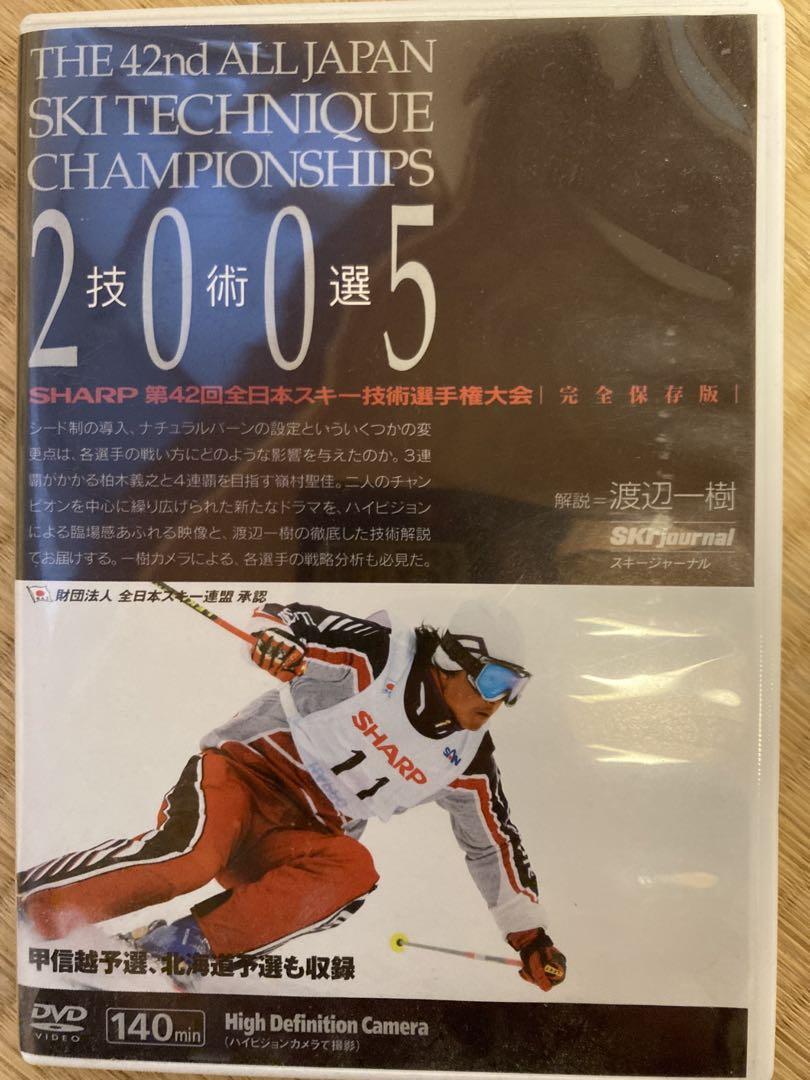 THE 42nd ALL JAPAN
SKI TECHNIQUE
CHAMPIONSHIPS
2005
技術選
SHARP 第42回全日本スキー技術選手権大会|完全保存版|
シード制の導入、ナチュラルバーンの設定といういくつかの変
更点は、各選手の戦い方にどのような影響を与えたのか。3連
覇がかかる柏木義之と4連覇を目指す嶺村聖佳。二人のチャン
ピオンを中心に繰り広げられた新たなドラマを、ハイビジョン
による臨場感あふれる映像と、渡辺一樹の徹底した技術解説
でお届けする。一樹カメラによる、各選手の戦略分析も必見だ。
解説=渡辺一樹
SKI journal
スキージャーナル
財団法人 全日本スキー連盟 承認
SHARP
11
甲信越予選、北海道予選も収録
DVD
VIDEO
140min
High Definition Camera
(ハイビジョンカメラで撮影)